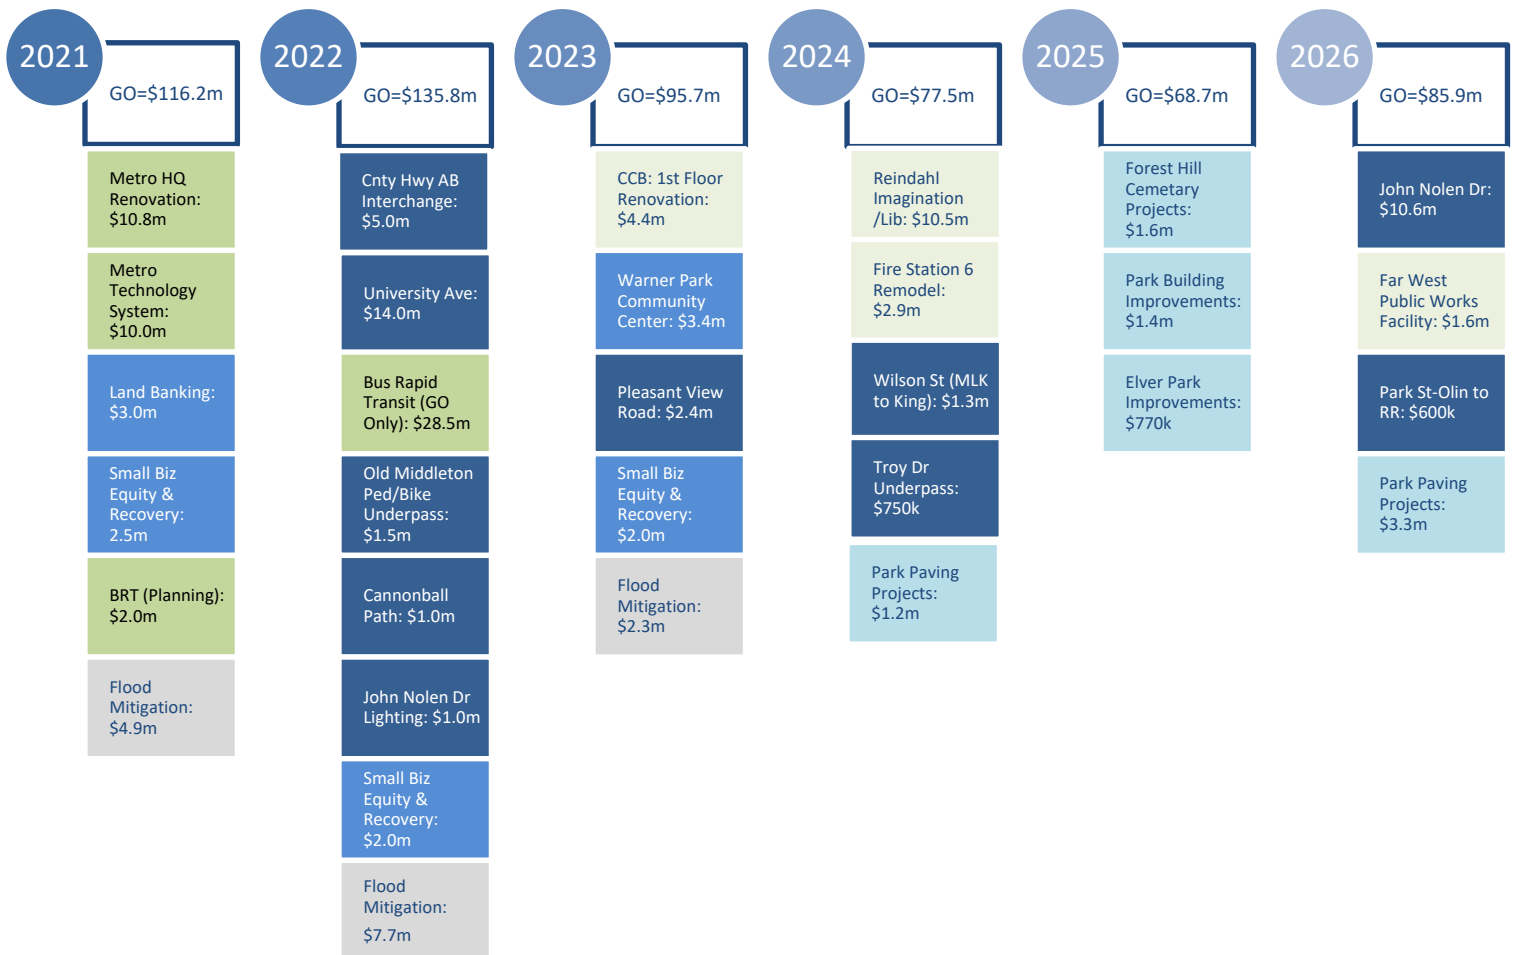 2021
GO=$116.2m
Metro HQ
Renovation:
$10.8m
Metro
Technology
System:
$10.0m
Land Banking:
$3.0m
Small Biz
Equity &
Recovery:
2.5m
BRT (Planning):
$2.0m
Flood
Mitigation:
$4.9m
2022
GO=$135.8m
Cnty Hwy AB
Interchange:
$5.0m
University Ave:
$14.0m
Bus Rapid
Transit (GO
Only): $28.5m
Old Middleton
Ped/Bike
Underpass:
$1.5m
Cannonball
Path: $1.0m
John Nolen Dr
Lighting: $1.0m
Small Biz
Equity &
Recovery:
$2.0m
Flood
Mitigation:
$7.7m
2023
GO=$95.7m
CCB: 1st Floor
Renovation:
$4.4m
Warner Park
Community
Center: $3.4m
Pleasant View
Road: $2.4m
Small Biz
Equity &
Recovery:
$2.0m
Flood
Mitigation:
$2.3m
2024
GO=$77.5m
Reindahl
Imagination
/Lib: $10.5m
Fire Station 6
Remodel:
$2.9m
Wilson St (MLK
to King): $1.3m
Troy Dr
Underpass:
$750k
Park Paving
Projects:
$1.2m
2025
GO=$68.7m
Forest Hill
Cemetary
Projects:
$1.6m
Park Building
Improvements:
$1.4m
Elver Park
Improvements:
$770k
2026
GO=$85.9m
John Nolen Dr:
$10.6m
Far West
Public Works
Facility: $1.6m
Park St-Olin to
RR: $600k
Park Paving
Projects:
$3.3m